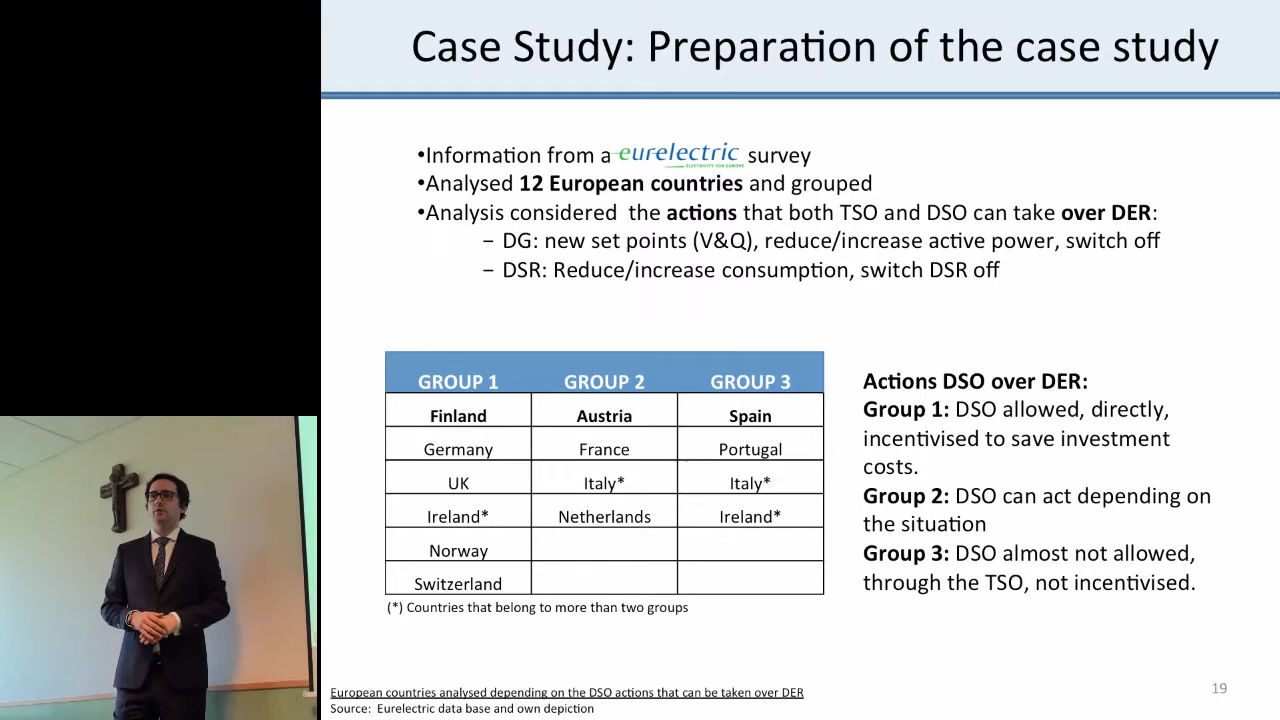 Case Study: Preparation of the case study
•Information from a eurelectric survey
ELECTRICITY FOR EUROPE
•Analysed 12 European countries and grouped
•Analysis considered the actions that both TSO and DSO can take over DER:
− DG: new set points (V&Q), reduce/increase active power, switch off
− DSR: Reduce/increase consumption, switch DSR off
GROUP 1 GROUP 2 GROUP 3
Finland Austria Spain
Germany France Portugal
UK Italy* Italy*
Ireland* Netherlands Ireland*
Norway
Switzerland
(*) Countries that belong to more than two groups
Actions DSO over DER:
Group 1: DSO allowed, directly,
incentivised to save investment
costs.
Group 2: DSO can act depending on
the situation
Group 3: DSO almost not allowed,
through the TSO, not incentivised.
European countries analysed depending on the DSO actions that can be taken over DER
Source: Eurelectric data base and own depiction
19